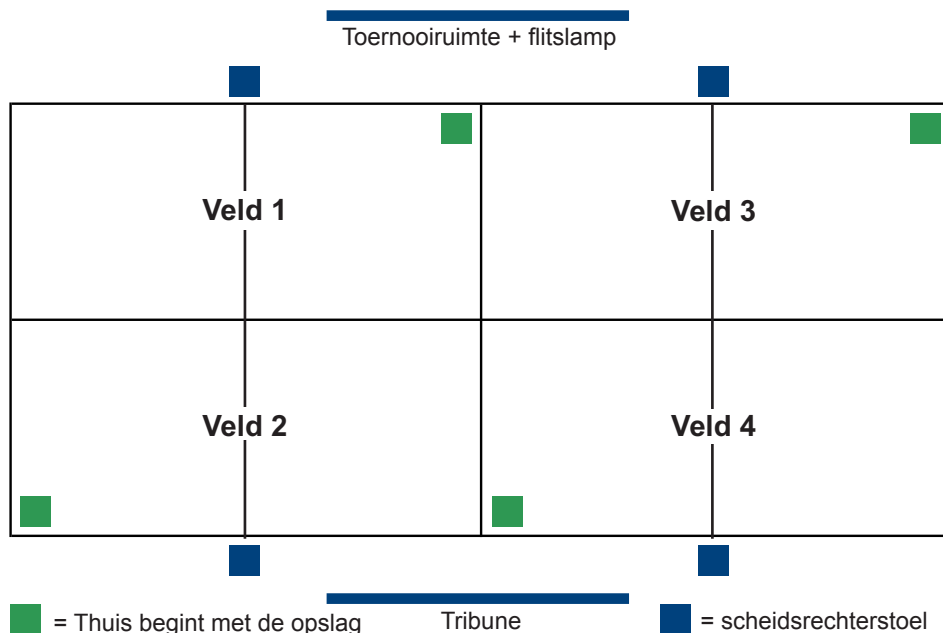 Toernooiruimte + flitslamp
Veld 1
Veld 3
Veld 2
Veld 4
= Thuis begint met de opslag
Tribune
= scheidsrechterstoel